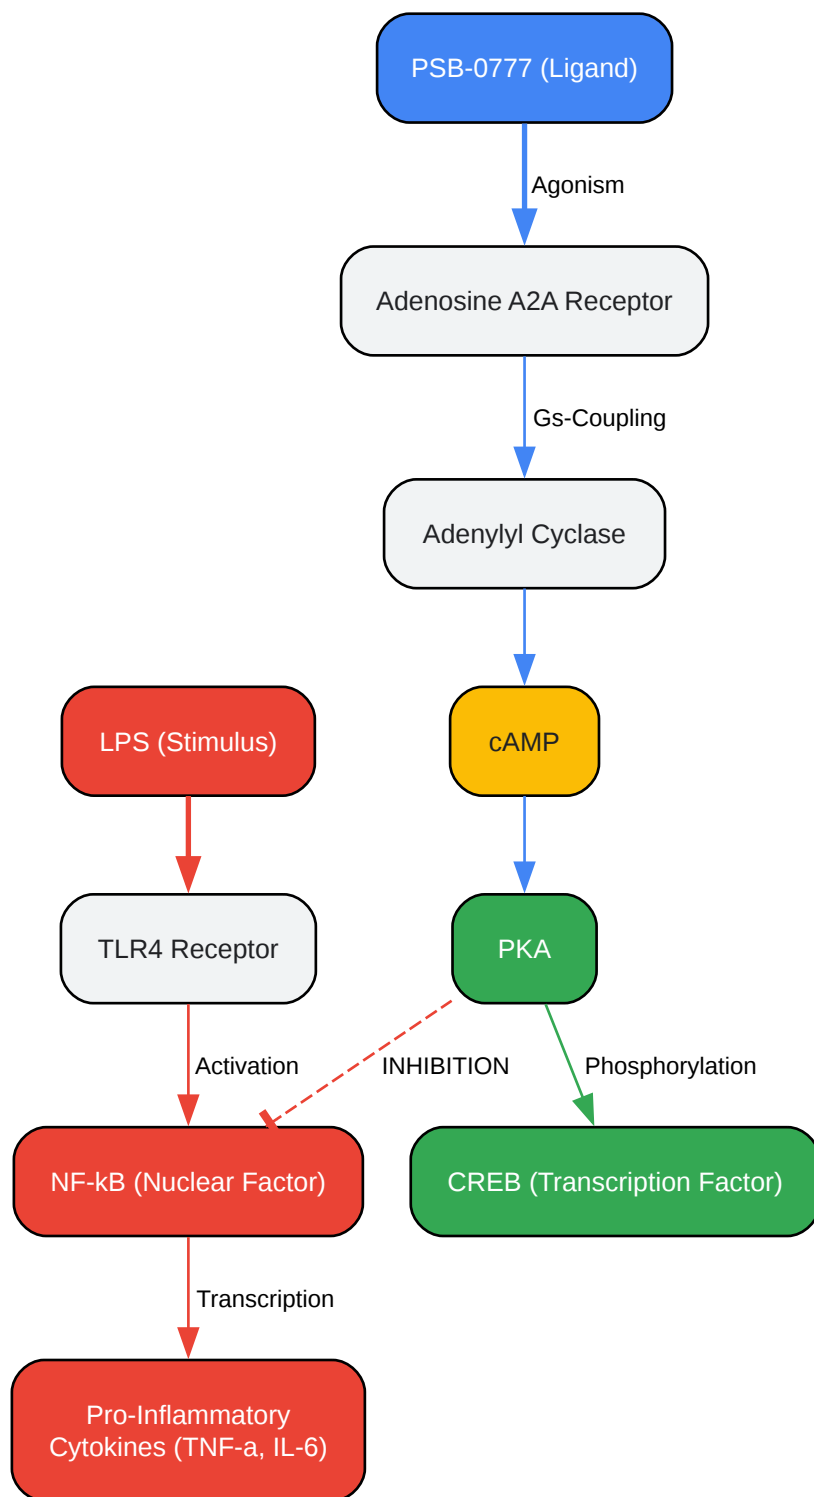 PSB-0777 (Ligand)
Agonism
Adenosine A2A Receptor
Gs-Coupling
Adenylyl Cyclase
LPS (Stimulus)
cAMP
TLR4 Receptor
PKA
Activation
INHIBITION
Phosphorylation
NF-kB (Nuclear Factor)
CREB (Transcription Factor)
Transcription
Pro-Inflammatory
Cytokines (TNF-a, IL-6)